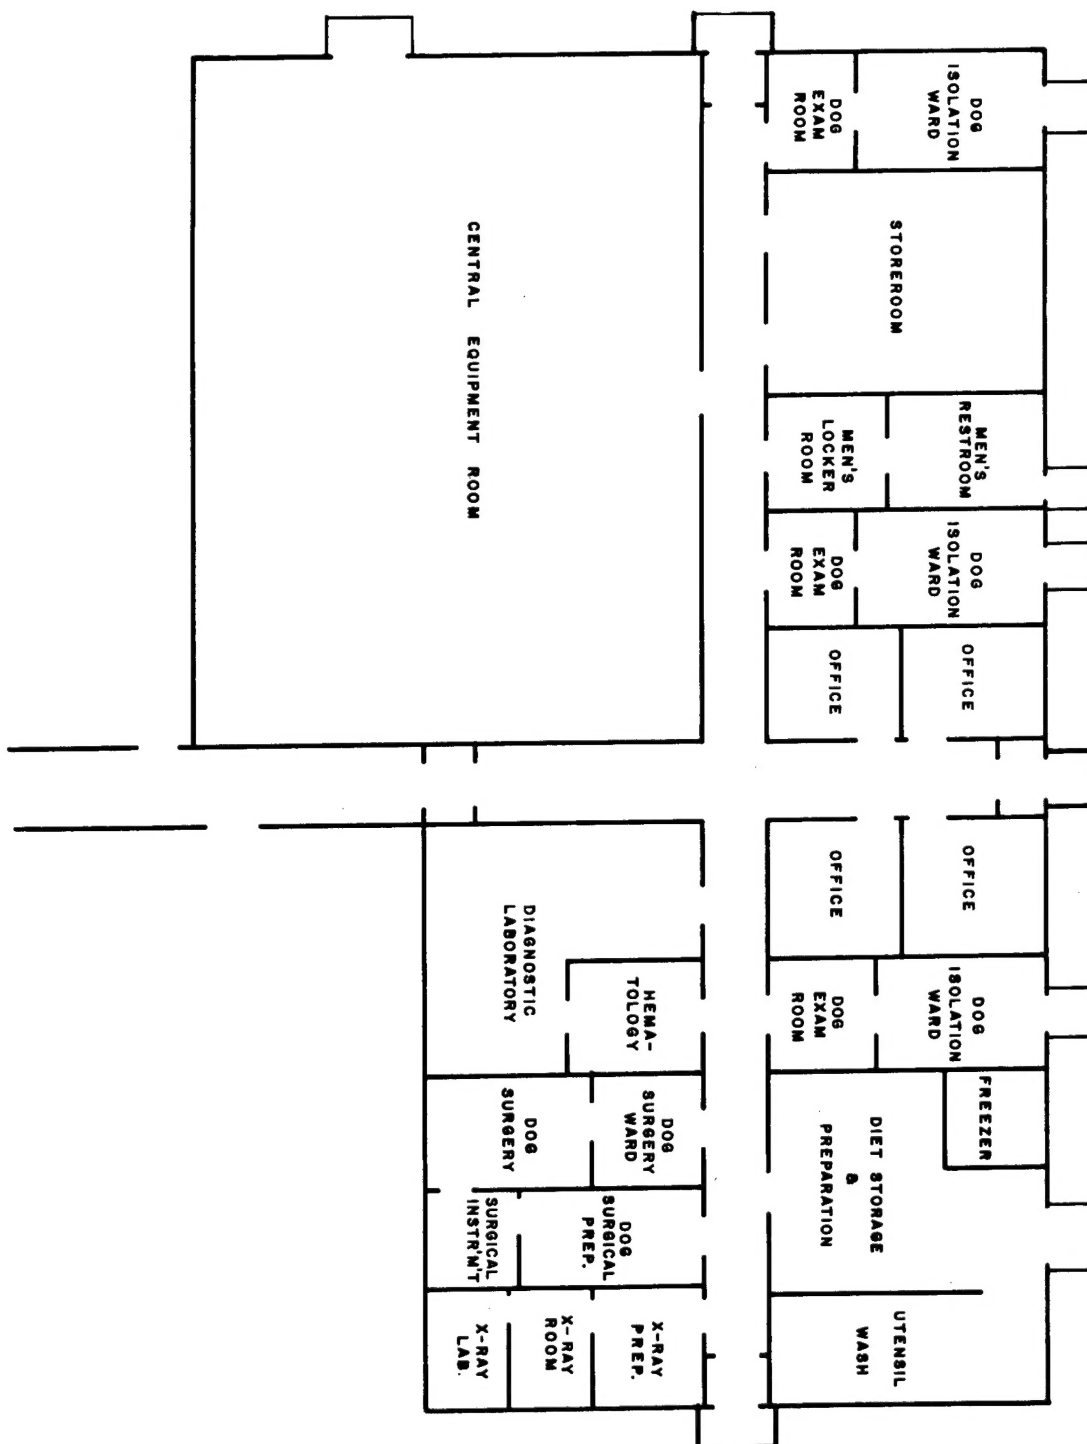 DOG
ISOLATION
WARD
DOG
EXAM
ROOM
STOREROOM
CENTRAL EQUIPMENT ROOM
MEN'S
RESTROOM
MEN'S
LOCKER
ROOM
DOG
ISOLATION
WARD
DOG
EXAM
ROOM
OFFICE
OFFICE
OFFICE
OFFICE
DIAGNOSTIC
LABORATORY
HEMA-
TOLOGY
DOG
ISOLATION
WARD
DOG
EXAM
ROOM
FREEZER
DIET STORAGE
&
PREPARATION
DOG
SURGERY
WARD
DOG
SURGERY
DOG
SURGICAL
PREP.
SURGICAL
INSTR'M'T
UTENSIL
WASH
X-RAY
PREP.
X-RAY
ROOM
X-RAY
LAB.